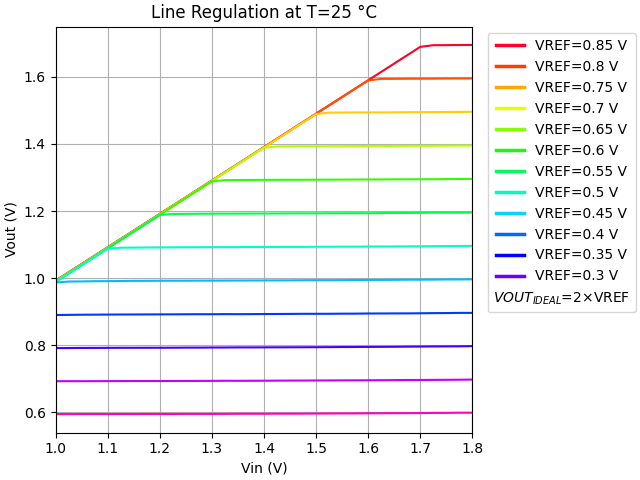 Line Regulation at T=25 °C
Vout (V)
1.6
1.4
1.2
1.0
0.8
0.6
1.0 1.1 1.2 1.3 1.4 1.5 1.6 1.7 1.8
Vin (V)
VREF=0.85 V
VREF=0.8 V
VREF=0.75 V
VREF=0.7 V
VREF=0.65 V
VREF=0.6 V
VREF=0.55 V
VREF=0.5 V
VREF=0.45 V
VREF=0.4 V
VREF=0.35 V
VREF=0.3 V
VOUT_IDEAL=2×VREF